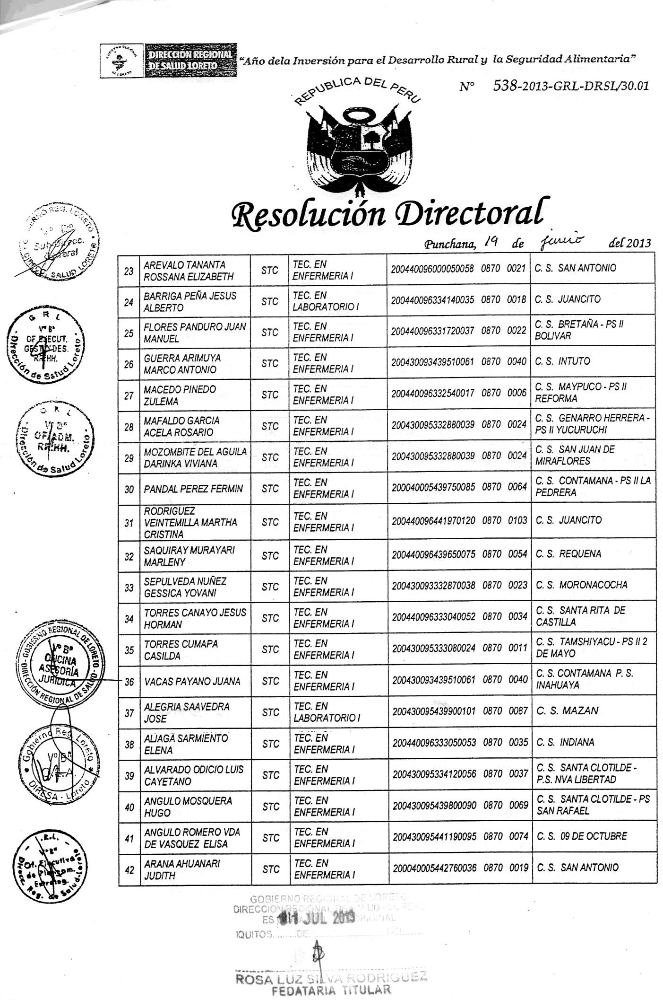 DIRECCIÓN REGIONAL
DE SALUD LORETO
"Año dela Inversión para el Desarrollo Rural y la Seguridad Alimentaria"
N° 538-2013-GRL-DRSL/30.01
REPUBLICA DEL PERU
Resolución Directoral
Punchana, 19 de junio del 2013
23 AREVALO TANANTA ROSSANA ELIZABETH STC TEC. EN ENFERMERIA I 200440096000050058 0870 0021 C. S. SAN ANTONIO
24 BARRIGA PEÑA JESUS ALBERTO STC TEC. EN LABORATORIO I 200440096334140035 0870 0018 C. S. JUANCITO
25 FLORES PANDURO JUAN MANUEL STC TEC. EN ENFERMERIA I 200440096331720037 0870 0022 C. S. BRETAÑA - PS II BOLIVAR
26 GUERRA ARIMUYA MARCO ANTONIO STC TEC. EN ENFERMERIA I 200430093439510061 0870 0040 C. S. INTUTO
27 MACEDO PINEDO ZULEMA STC TEC. EN ENFERMERIA I 200440096332540017 0870 0006 C. S. MAYPUCO - PS II REFORMA
28 MAFALDO GARCIA ACELA ROSARIO STC TEC. EN ENFERMERIA I 200430095332880039 0870 0024 C. S. GENARRO HERRERA - PS II YUCURUCHI
29 MOZOMBITE DEL AGUILA DARINKA VIVIANA STC TEC. EN ENFERMERIA I 200430095332880039 0870 0024 C. S. SAN JUAN DE MIRAFLORES
30 PANDAL PEREZ FERMIN STC TEC. EN ENFERMERIA I 200040005439750085 0870 0064 C. S. CONTAMANA - PS II LA PEDRERA
31 RODRIGUEZ VEINTEMILLA MARTHA CRISTINA STC TEC. EN ENFERMERIA I 200440096441970120 0870 0103 C. S. JUANCITO
32 SAQUIRAY MURAYARI MARLENY STC TEC. EN ENFERMERIA I 200440096439650075 0870 0054 C. S. REQUENA
33 SEPULVEDA NUÑEZ GESSICA YOVANI STC TEC. EN ENFERMERIA I 200430093332870038 0870 0023 C. S. MORONACOCHA
34 TORRES CANAYO JESUS HORMAN STC TEC. EN ENFERMERIA I 200440096333040052 0870 0034 C. S. SANTA RITA DE CASTILLA
35 TORRES CUMAPA CASILDA STC TEC. EN ENFERMERIA I 200430095333080024 0870 0011 C. S. TAMSHIYACU - PS II 2 DE MAYO
36 VACAS PAYANO JUANA STC TEC. EN ENFERMERIA I 200430093439510061 0870 0040 C. S. CONTAMANA P. S. INAHUAYA
37 ALEGRIA SAAVEDRA JOSE STC TEC. EN LABORATORIO I 200430095439900101 0870 0087 C. S. MAZAN
38 ALIAGA SARMIENTO ELENA STC TEC. EN ENFERMERIA I 200440096333050053 0870 0035 C. S. INDIANA
39 ALVARADO ODICIO LUIS CAYETANO STC TEC. EN ENFERMERIA I 200430095334120056 0870 0037 C. S. SANTA CLOTILDE - P.S. NVA LIBERTAD
40 ANGULO MOSQUERA HUGO STC TEC. EN ENFERMERIA I 200430095439800090 0870 0069 C. S. SANTA CLOTILDE - PS SAN RAFAEL
41 ANGULO ROMERO VDA DE VASQUEZ ELISA STC TEC. EN ENFERMERIA I 200430095441190095 0870 0074 C. S. 09 DE OCTUBRE
42 ARANA AHUANARI JUDITH STC TEC. EN ENFERMERIA I 200040005442760036 0870 0019 C. S. SAN ANTONIO
G R L
V° B°
OF EJECUT.
GEST Y DES.
RR.HH.
Dirección de Salud Loreto
G R L
V° B°
OF. ADM.
RR.HH.
Dirección de Salud Loreto
GOBIERNO REGIONAL DE LORETO
V° B°
OFICINA
ASESORÍA
JURÍDICA
DIRECCIÓN REGIONAL DE SALUD
Gobierno Reg. Loreto
V° B°
DIRESA - Loreto
V° B°
Of. Ejecutiva
Direcc. Reg. de Salud-Loreto
GOBIERNO REGIONAL DE LORETO
DIRECCION REGIONAL DE SALUD - LORETO
ES ORIGINAL
JUL 2013
IQUITOS ........ DE ........ DEL ........
ROSA LUZ SILVA RODRIGUEZ
FEDATARIA TITULAR